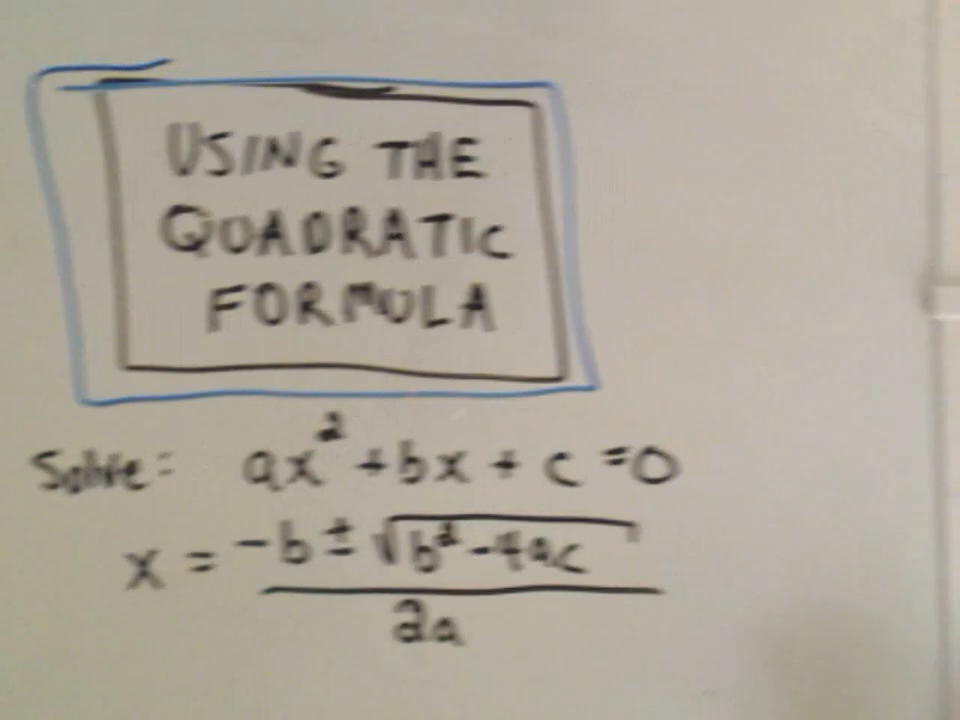 USING THE
QUADRATIC
FORMULA
Solve: ax² + bx + c = 0
x = -b ± √b² - 4ac / 2a